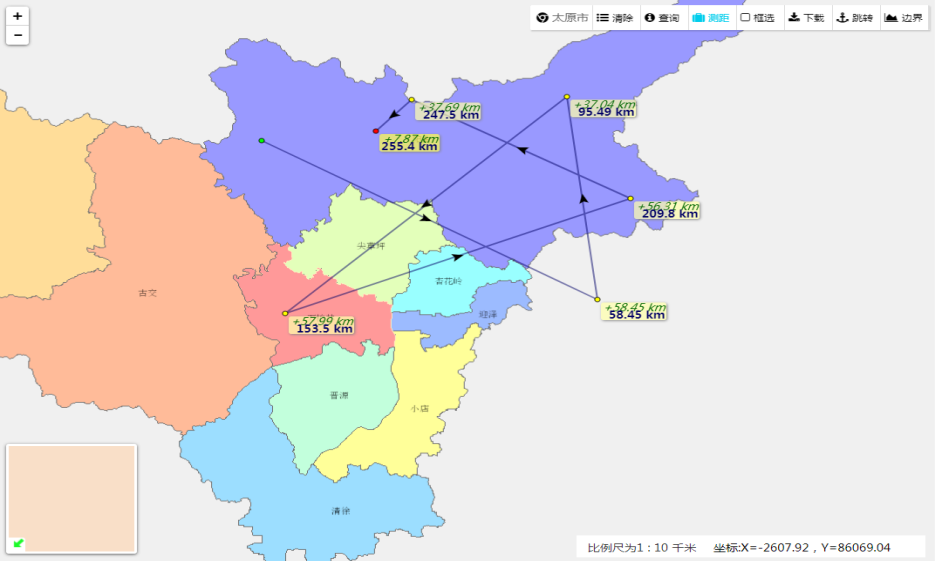 +
−
太原市 清除 查询 测距 框选 下载 跳转 边界
+37.69 km
247.5 km
+37.04 km
95.49 km
+7.87 km
255.4 km
+56.31 km
209.8 km
尖草坪
杏花岭
古交
+58.45 km
58.45 km
迎泽
+57.99 km
153.5 km
晋源
小店
清徐
比例尺为1 : 10 千米 坐标:X=-2607.92 , Y=86069.04